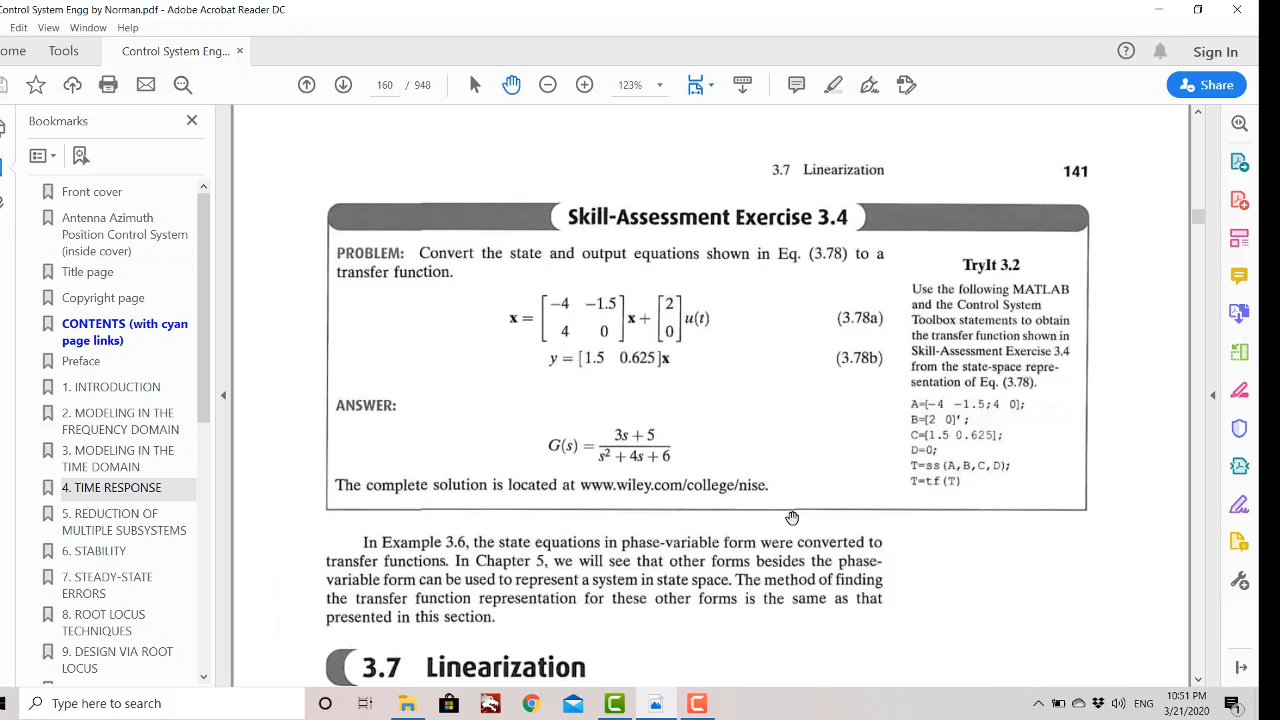 Control System Engg by Norman.pdf - Adobe Acrobat Reader DC
Edit View Window Help
ome Tools Control System Eng... ×
? Sign In
160 / 948 123%
Share
Bookmarks
Front cover
Antenna Azimuth
Position Control System
(inside cover)
Title page
Copyright page
CONTENTS (with cyan
page links)
Preface
1. INTRODUCTION
2. MODELING IN THE
FREQUENCY DOMAIN
3. MODELING IN THE
TIME DOMAIN
4. TIME RESPONSE
5. REDUCTION OF
MULTIPLE SUBSYSTEMS
6. STABILITY
7. STEADY-STATE
ERRORS
8. ROOT LOCUS
TECHNIQUES
9. DESIGN VIA ROOT
LOCUS
3.7 Linearization 141
Skill-Assessment Exercise 3.4
PROBLEM: Convert the state and output equations shown in Eq. (3.78) to a
transfer function.
x = [−4 −1.5; 4 0] x + [2; 0] u(t) (3.78a)
y = [1.5 0.625]x (3.78b)
ANSWER:
G(s) = (3s + 5)/(s² + 4s + 6)
The complete solution is located at www.wiley.com/college/nise.
TryIt 3.2
Use the following MATLAB
and the Control System
Toolbox statements to obtain
the transfer function shown in
Skill-Assessment Exercise 3.4
from the state-space repre-
sentation of Eq. (3.78).
A=[-4 -1.5;4 0];
B=[2 0]';
C=[1.5 0.625];
D=0;
T=ss(A,B,C,D);
T=tf(T)
In Example 3.6, the state equations in phase-variable form were converted to
transfer functions. In Chapter 5, we will see that other forms besides the phase-
variable form can be used to represent a system in state space. The method of finding
the transfer function representation for these other forms is the same as that
presented in this section.
3.7 Linearization
Type here to search
ENG
10:51 PM
3/21/2020
1